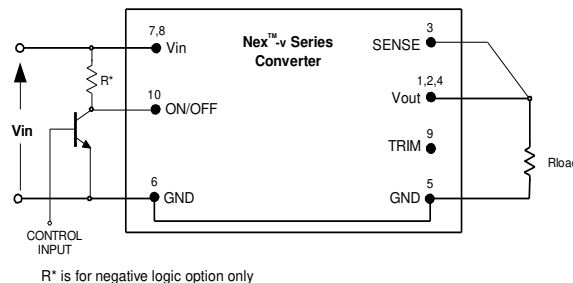 7,8
Vin
Nex™-v Series
Converter
3
SENSE
R*
10
ON/OFF
1,2,4
Vout
9
TRIM
Vin
Rload
6
GND
5
GND
CONTROL
INPUT
R* is for negative logic option only